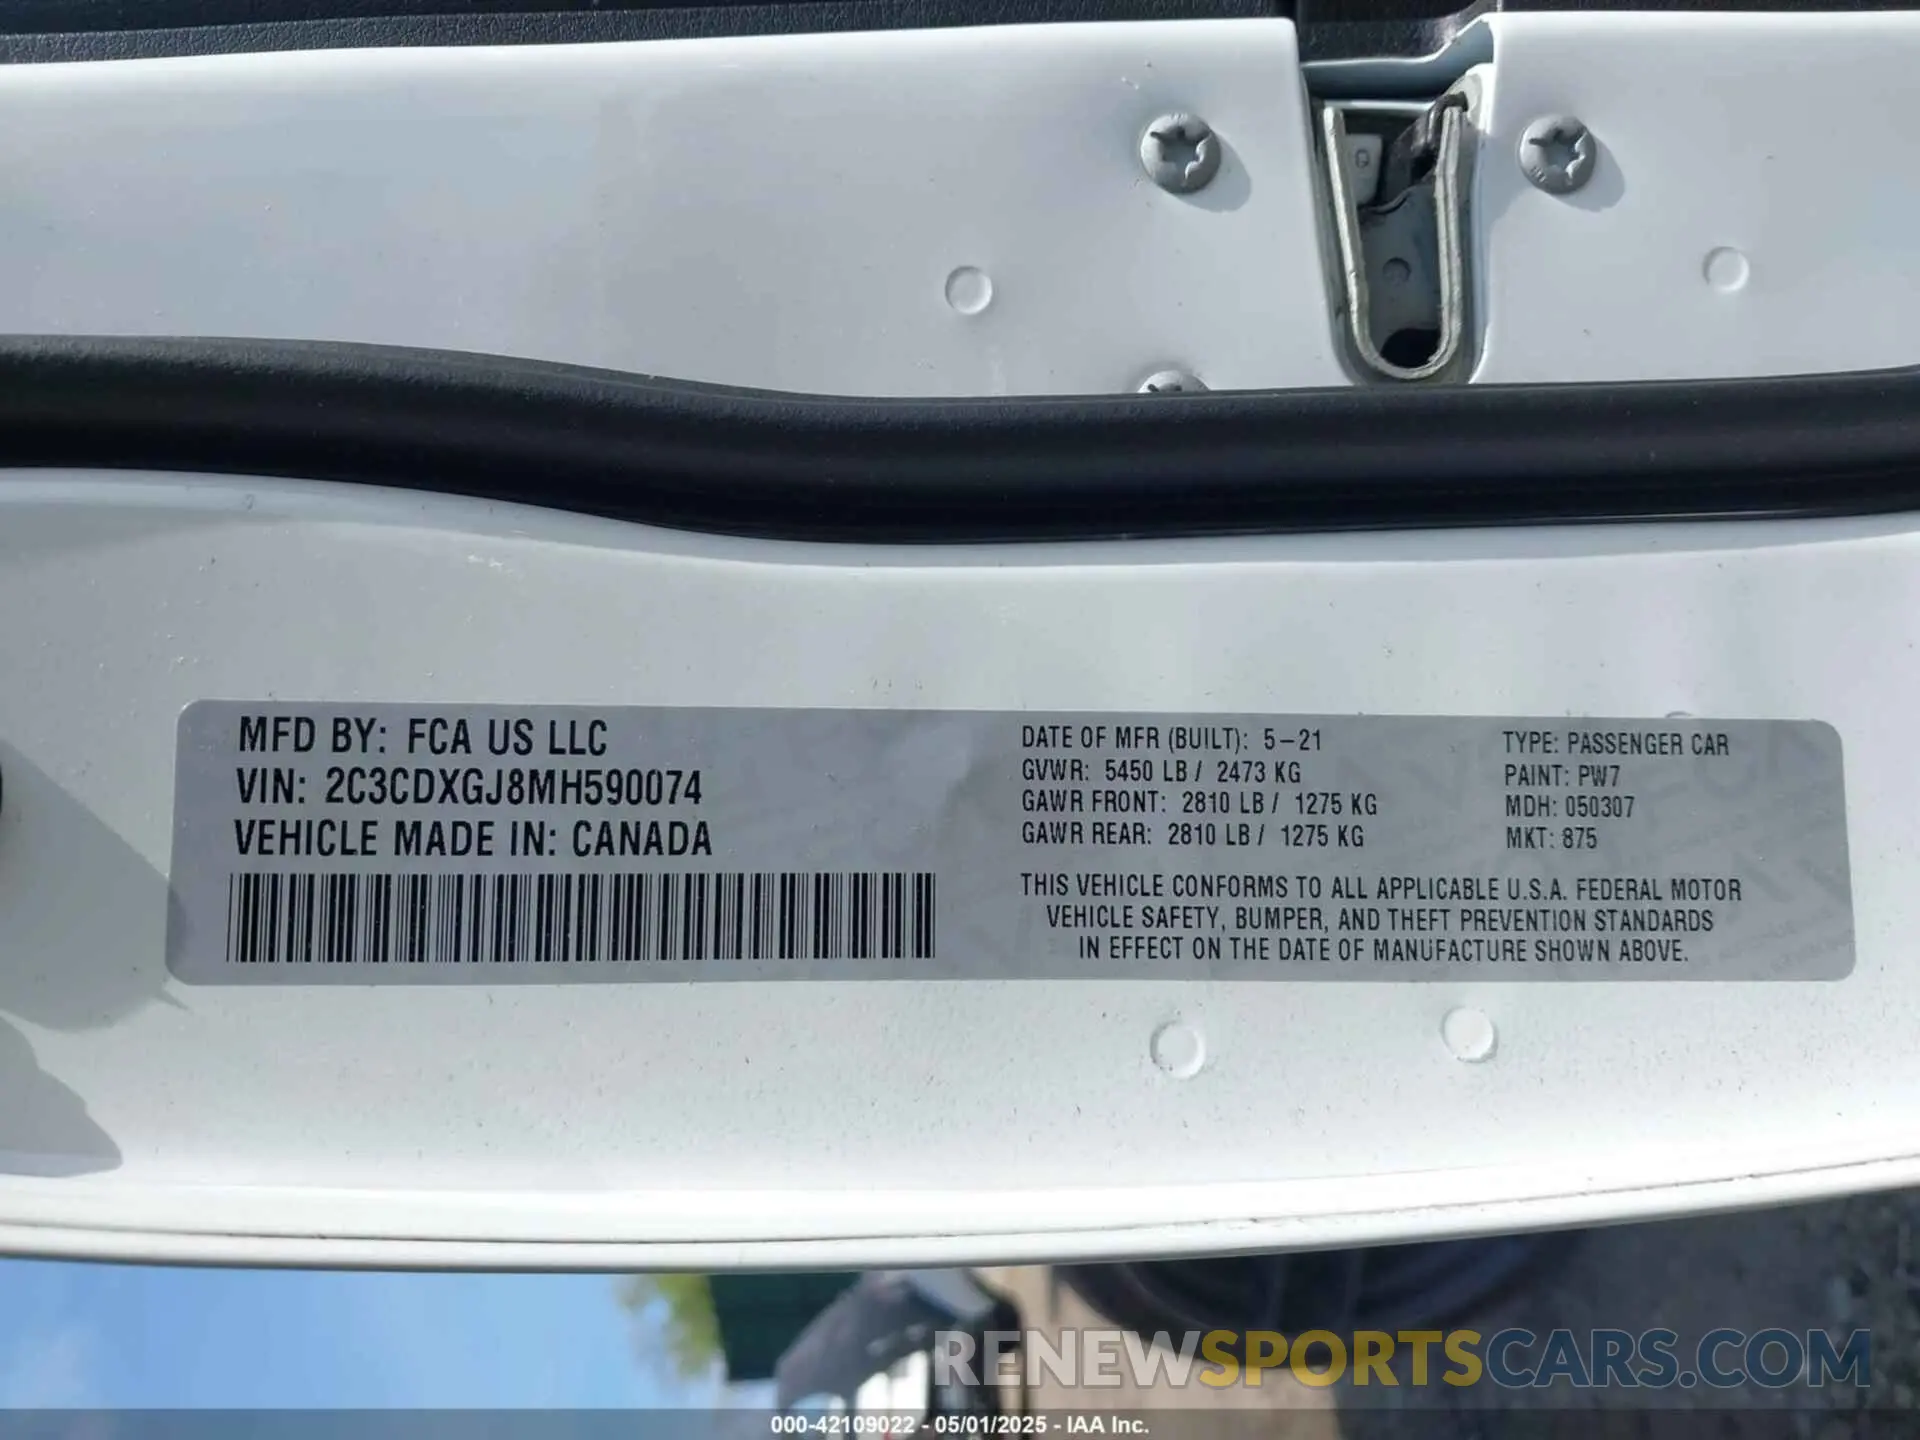 MFD BY: FCA US LLC
VIN: 2C3CDXGJ8MH590074
VEHICLE MADE IN: CANADA
DATE OF MFR (BUILT): 5-21
GVWR: 5450 LB / 2473 KG
GAWR FRONT: 2810 LB / 1275 KG
GAWR REAR: 2810 LB / 1275 KG
TYPE: PASSENGER CAR
PAINT: PW7
MDH: 050307
MKT: 875
THIS VEHICLE CONFORMS TO ALL APPLICABLE U.S.A. FEDERAL MOTOR
VEHICLE SAFETY, BUMPER, AND THEFT PREVENTION STANDARDS
IN EFFECT ON THE DATE OF MANUFACTURE SHOWN ABOVE.
RENEWSPORTSCARS.COM
000-42109022 - 05/01/2025 - IAA Inc.